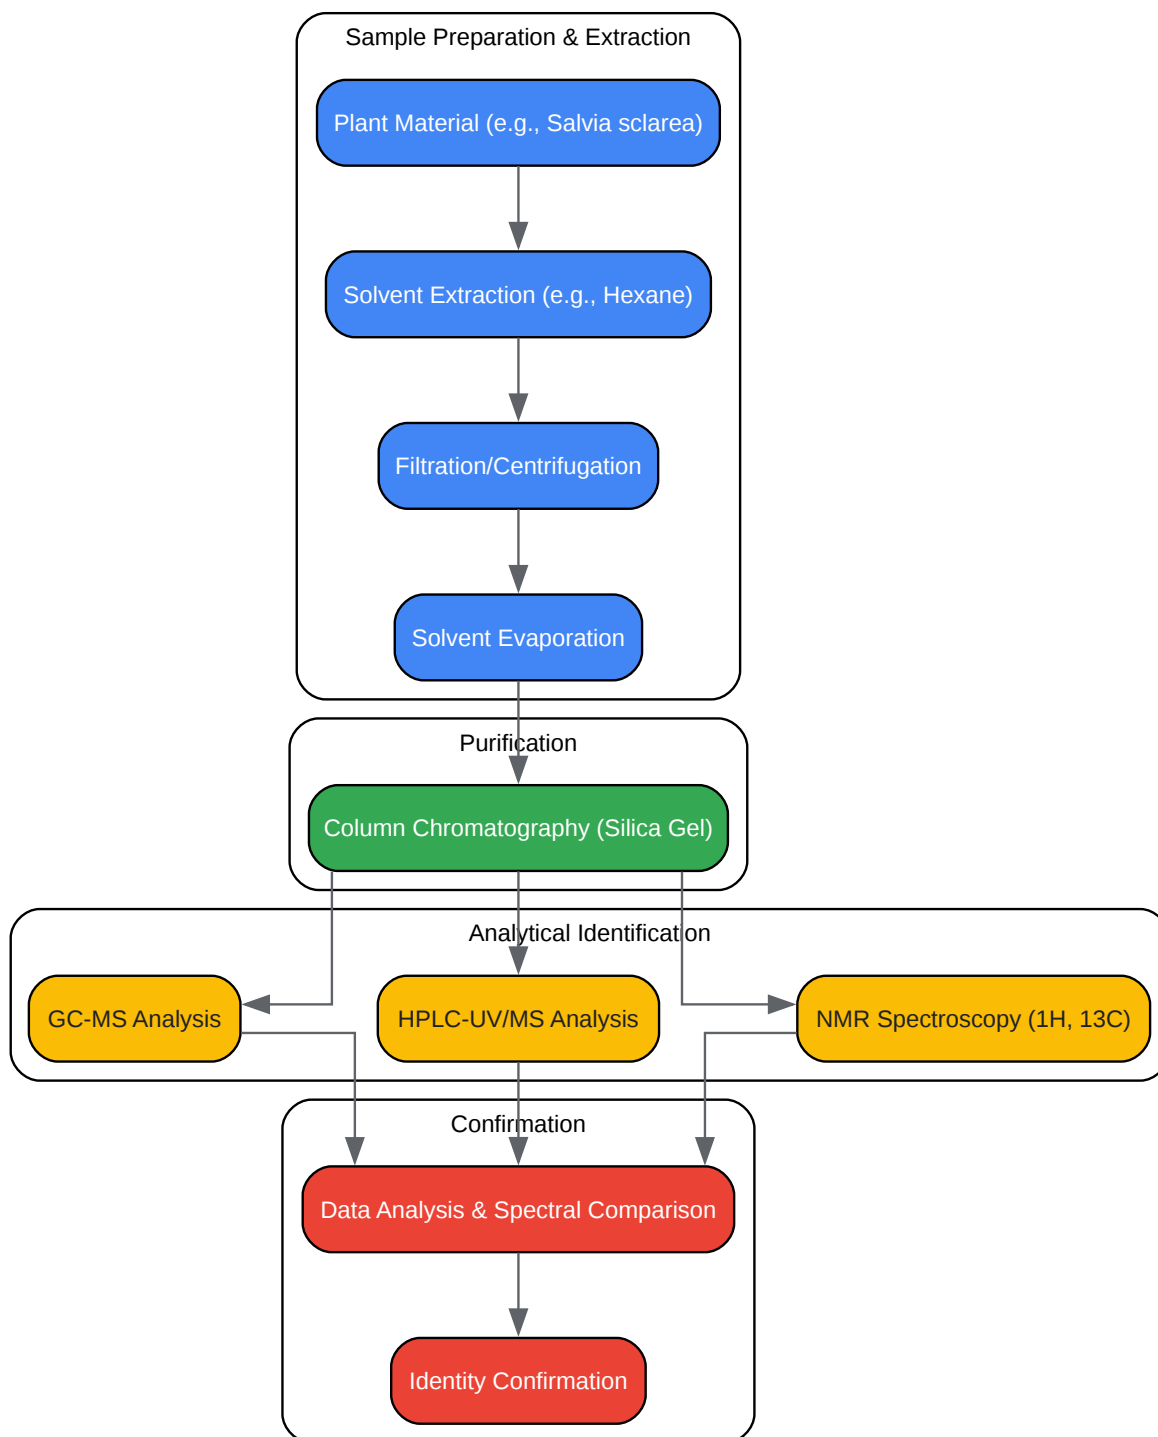 Sample Preparation & Extraction
Plant Material (e.g., Salvia sclarea)
Solvent Extraction (e.g., Hexane)
Filtration/Centrifugation
Solvent Evaporation
Purification
Column Chromatography (Silica Gel)
Analytical Identification
GC-MS Analysis
HPLC-UV/MS Analysis
NMR Spectroscopy (1H, 13C)
Confirmation
Data Analysis & Spectral Comparison
Identity Confirmation